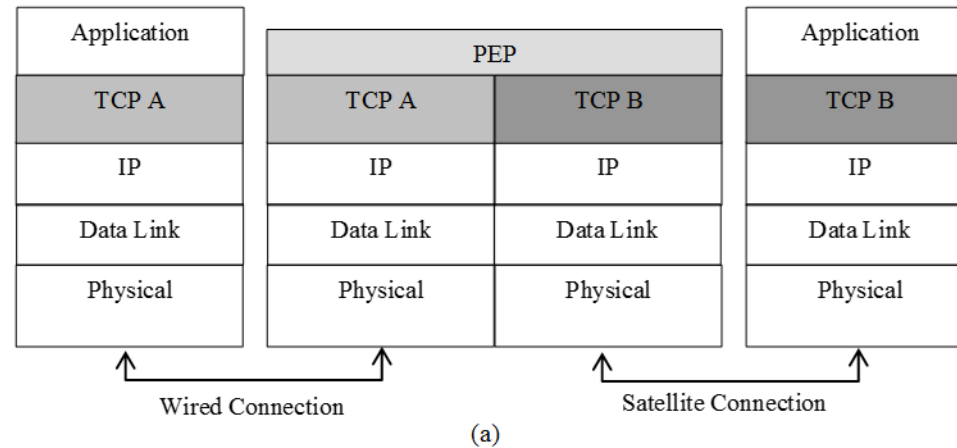 Application
PEP
Application
TCP A
TCP A
TCP B
TCP B
IP
IP
IP
IP
Data Link
Data Link
Data Link
Data Link
Physical
Physical
Physical
Physical
Wired Connection
Satellite Connection
(a)